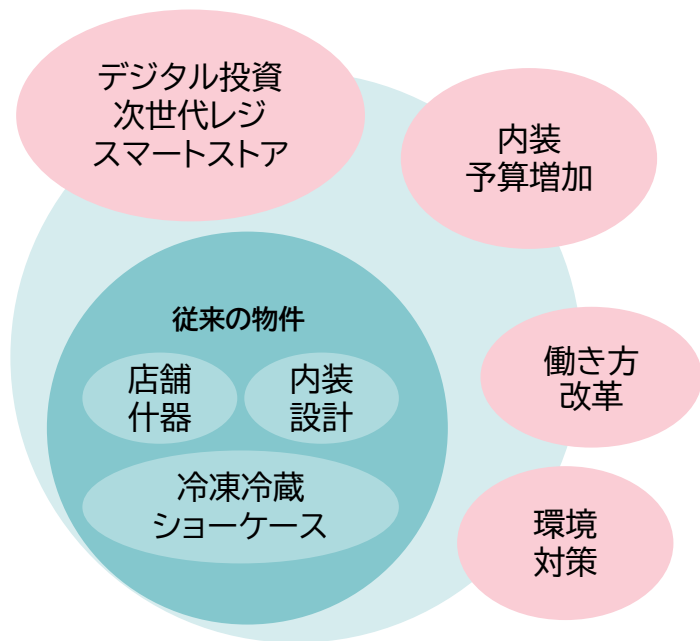 デジタル投資
次世代レジ
スマートストア
内装
予算増加
従来の物件
店舗
什器
内装
設計
冷凍冷蔵
ショーケース
働き方
改革
環境
対策